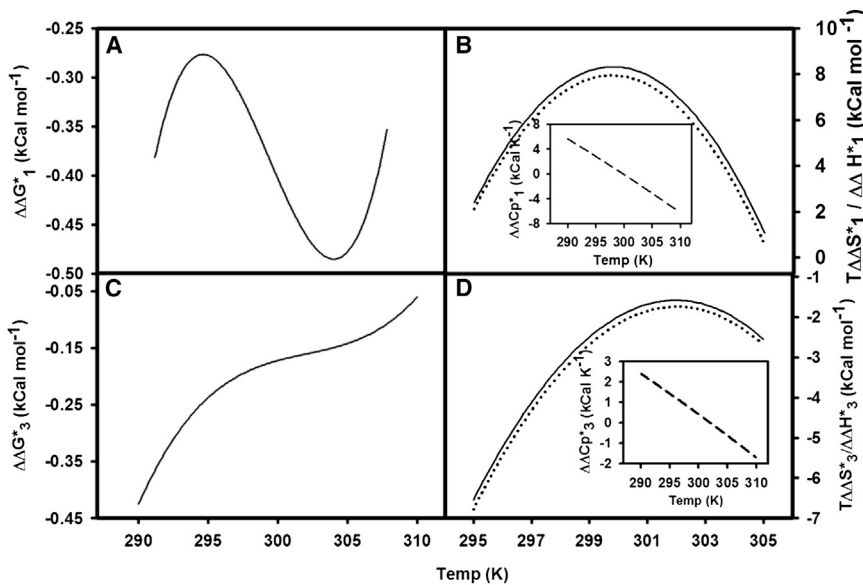 A
ΔΔG*1 (kCal mol-1)
-0.25
-0.30
-0.35
-0.40
-0.45
-0.50
B
10
8
6
4
2
0
TΔΔS*1 / ΔΔ H*1 (kCal mol -1)
ΔΔCp*1 (kCal K-1)
8
4
0
-4
-8
290 295 300 305 310
Temp (K)
C
ΔΔG*3 (kCal mol-1)
-0.05
-0.15
-0.25
-0.35
-0.45
290 295 300 305 310
D
-1
-2
-3
-4
-5
-6
-7
TΔΔS*3/ΔΔH*3 (kCal mol-1)
ΔΔCp*3 (kCal K-1)
3
2
1
0
-1
-2
290 295 300 305 310
Temp (K)
295 297 299 301 303 305
Temp (K)